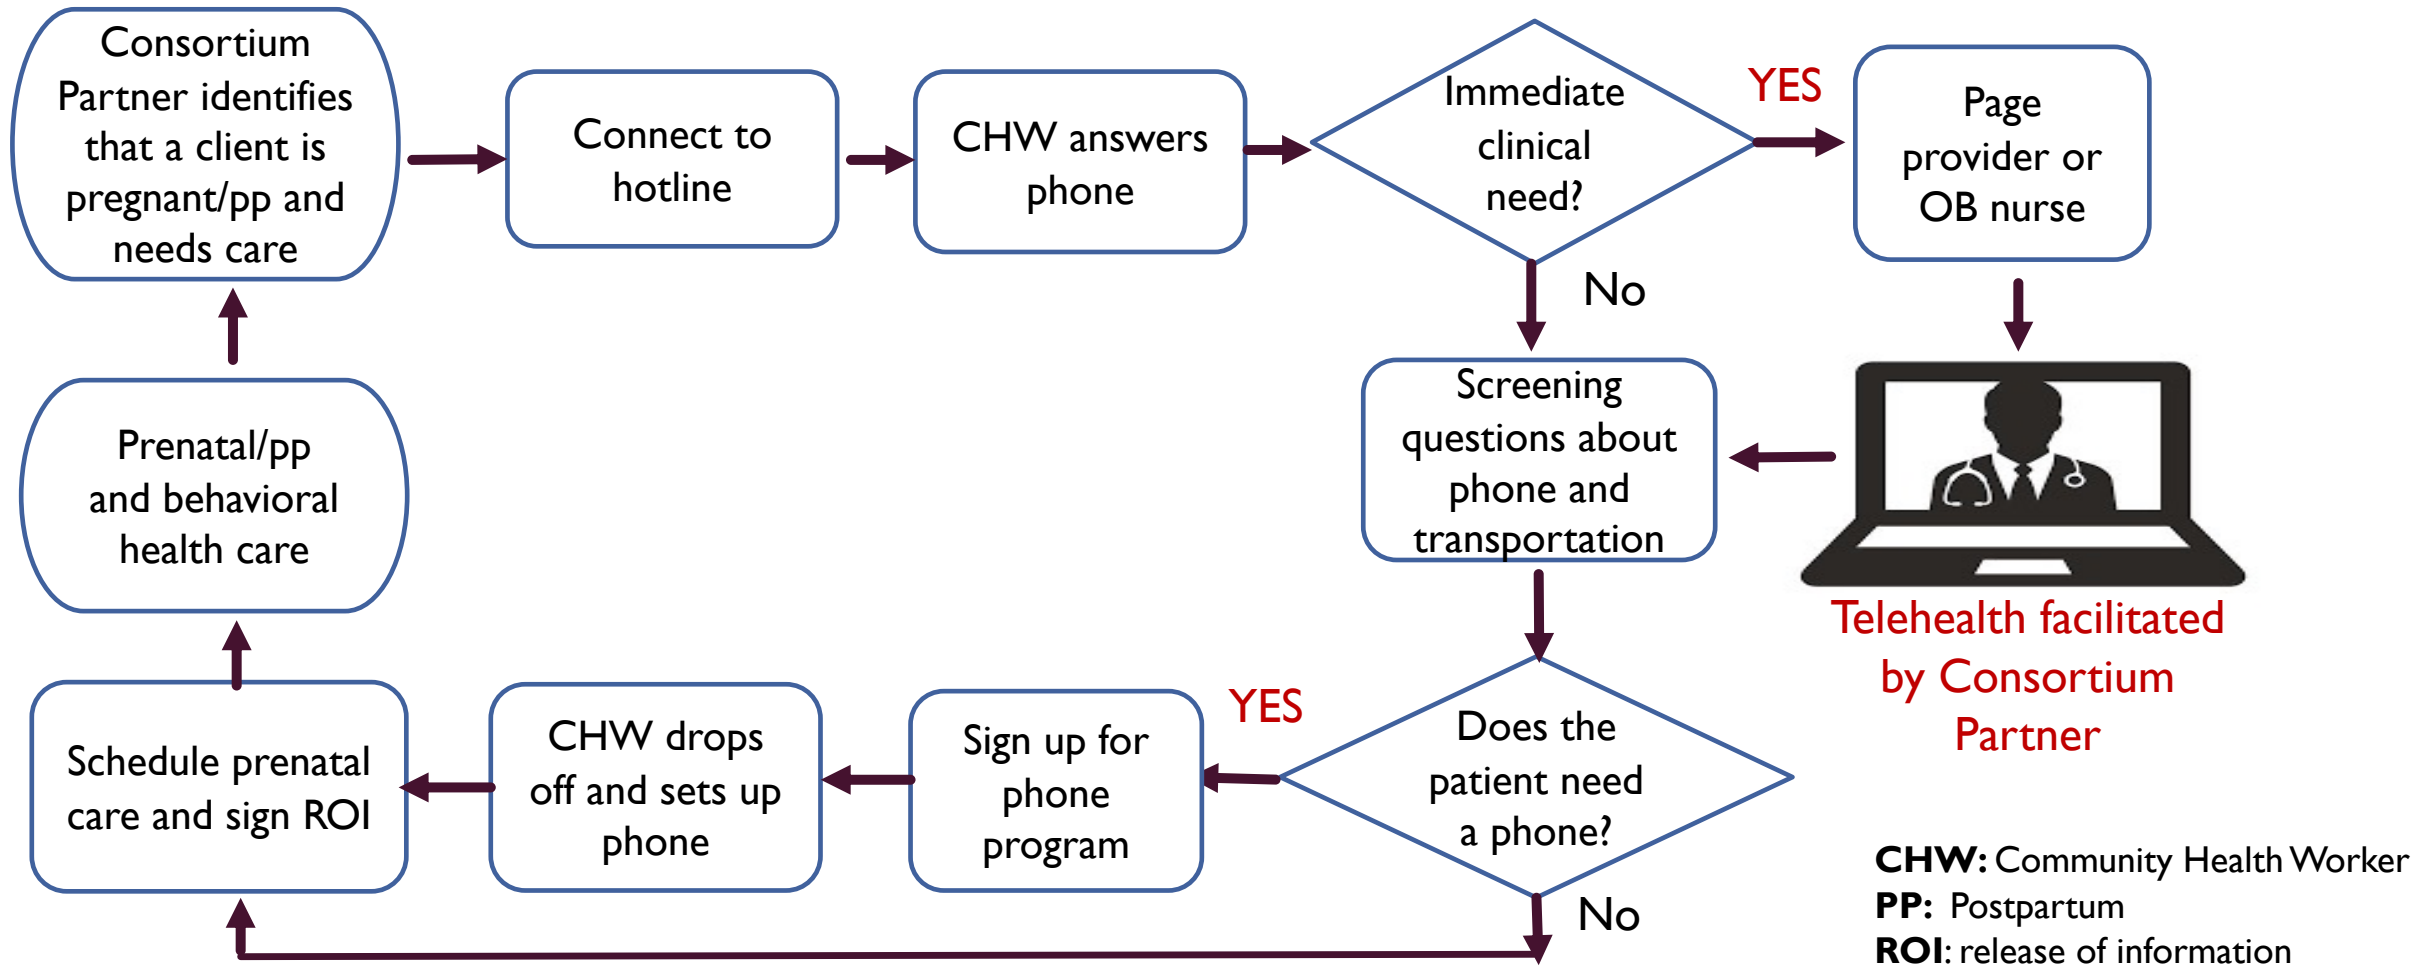 Consortium
Partner identifies
that a client is
pregnant/pp and
needs care
Connect to
hotline
CHW answers
phone
Immediate
clinical
need?
YES
Page
provider or
OB nurse
No
Screening
questions about
phone and
transportation
Telehealth facilitated
by Consortium
Partner
Does the
patient need
a phone?
YES
Sign up for
phone
program
CHW drops
off and sets up
phone
No
Schedule prenatal
care and sign ROI
Prenatal/pp
and behavioral
health care
CHW: Community Health Worker
PP: Postpartum
ROI: release of information